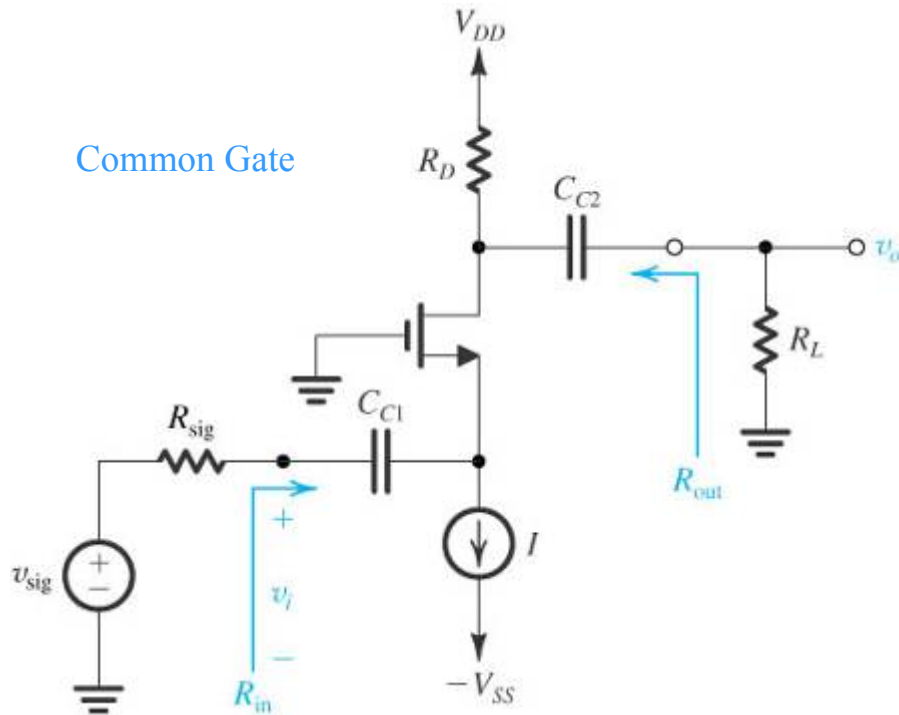 V_DD
Common Gate
R_D
C_C2
v_o
R_L
C_C1
R_sig
R_out
+
I
+
−
v_sig
v_i
−
R_in
−V_SS